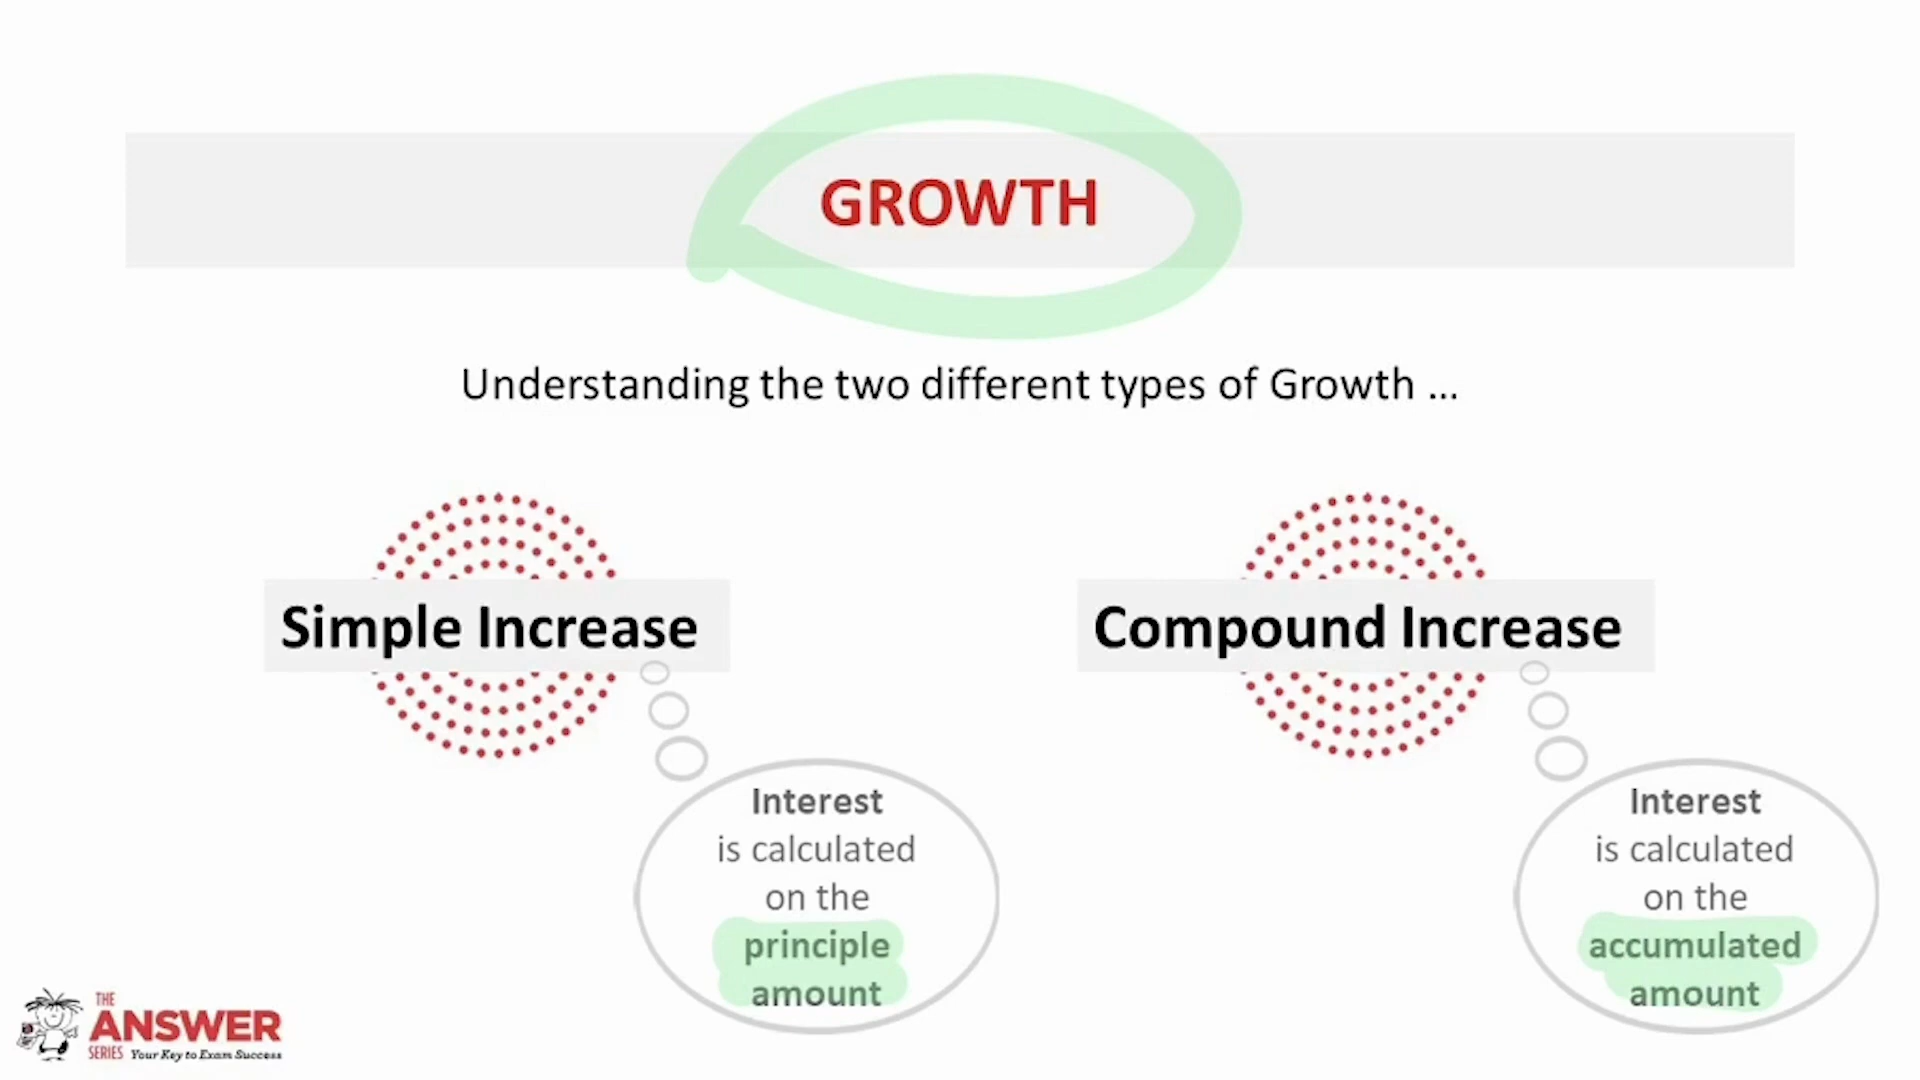 GROWTH
Understanding the two different types of Growth ...
Simple Increase
Interest
is calculated
on the
principle
amount
Compound Increase
Interest
is calculated
on the
accumulated
amount
THE
ANSWER
SERIES Your Key to Exam Success